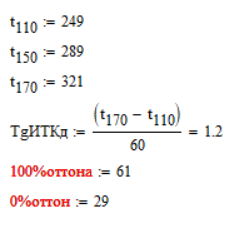 t110 := 249
t150 := 289
t170 := 321
TgИТКд := (t170 − t110) / 60 = 1.2
100%оттона := 61
0%оттон := 29